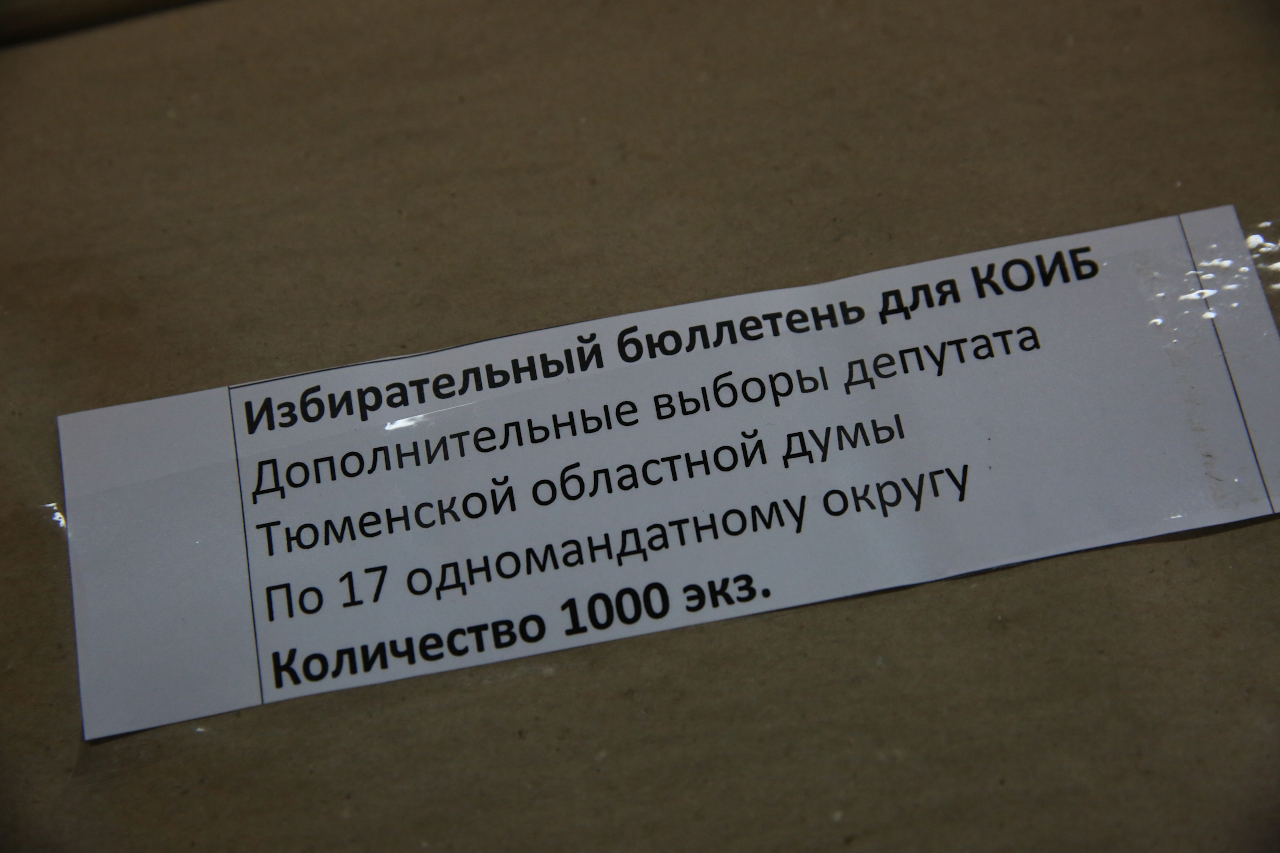 Избирательный бюллетень для КОИБ
Дополнительные выборы депутата
Тюменской областной думы
По 17 одномандатному округу
Количество 1000 экз.